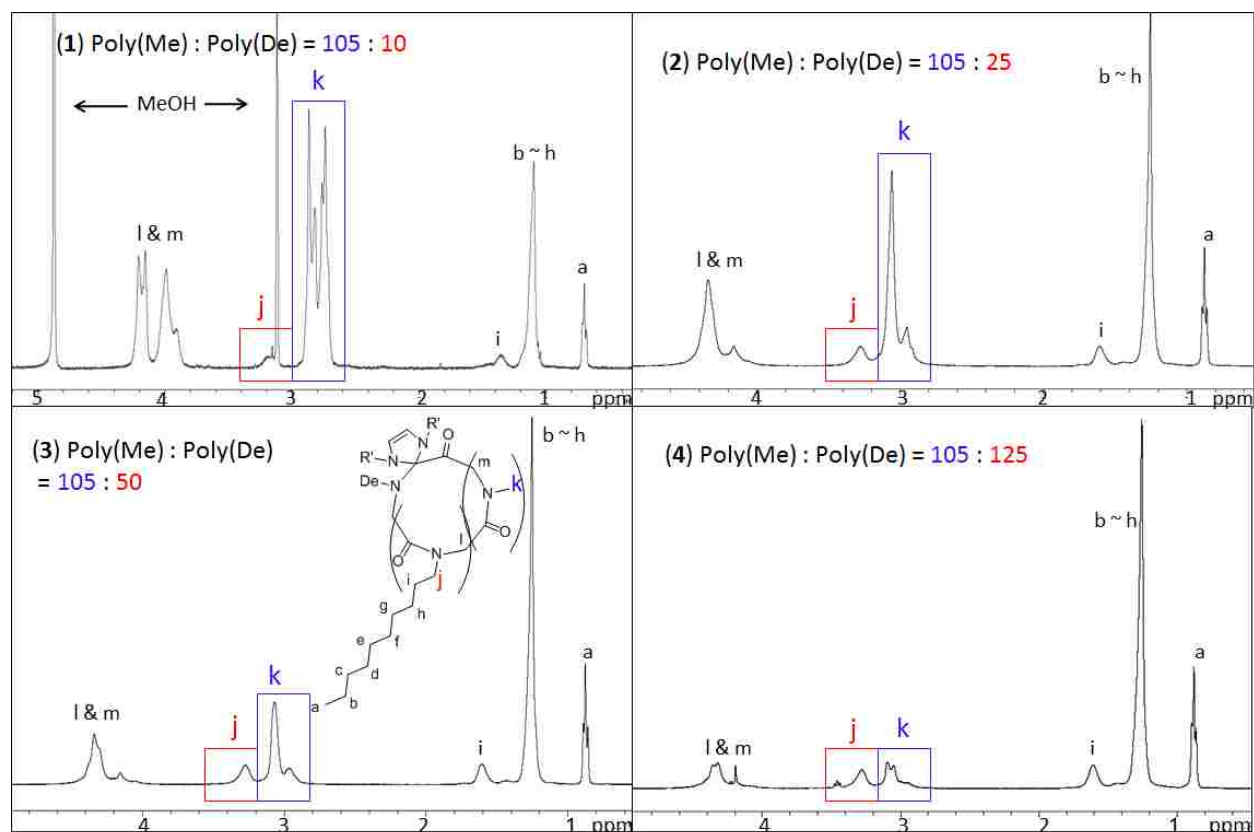 (1) Poly(Me) : Poly(De) = 105 : 10
k
MeOH
b ~ h
l & m
a
j
i
5 4 3 2 1 ppm
(2) Poly(Me) : Poly(De) = 105 : 25
b ~ h
k
a
l & m
j
i
4 3 2 1 ppm
(3) Poly(Me) : Poly(De)
= 105 : 50
R'
N
O
b ~ h
R'
N
m
De
N
N
k
O
l
O
N
i
j
g
h
e
f
c
d
a
b
k
a
l & m
j
i
4 3 2 1 ppm
(4) Poly(Me) : Poly(De) = 105 : 125
b ~ h
a
k
j
l & m
i
4 3 2 1 ppm